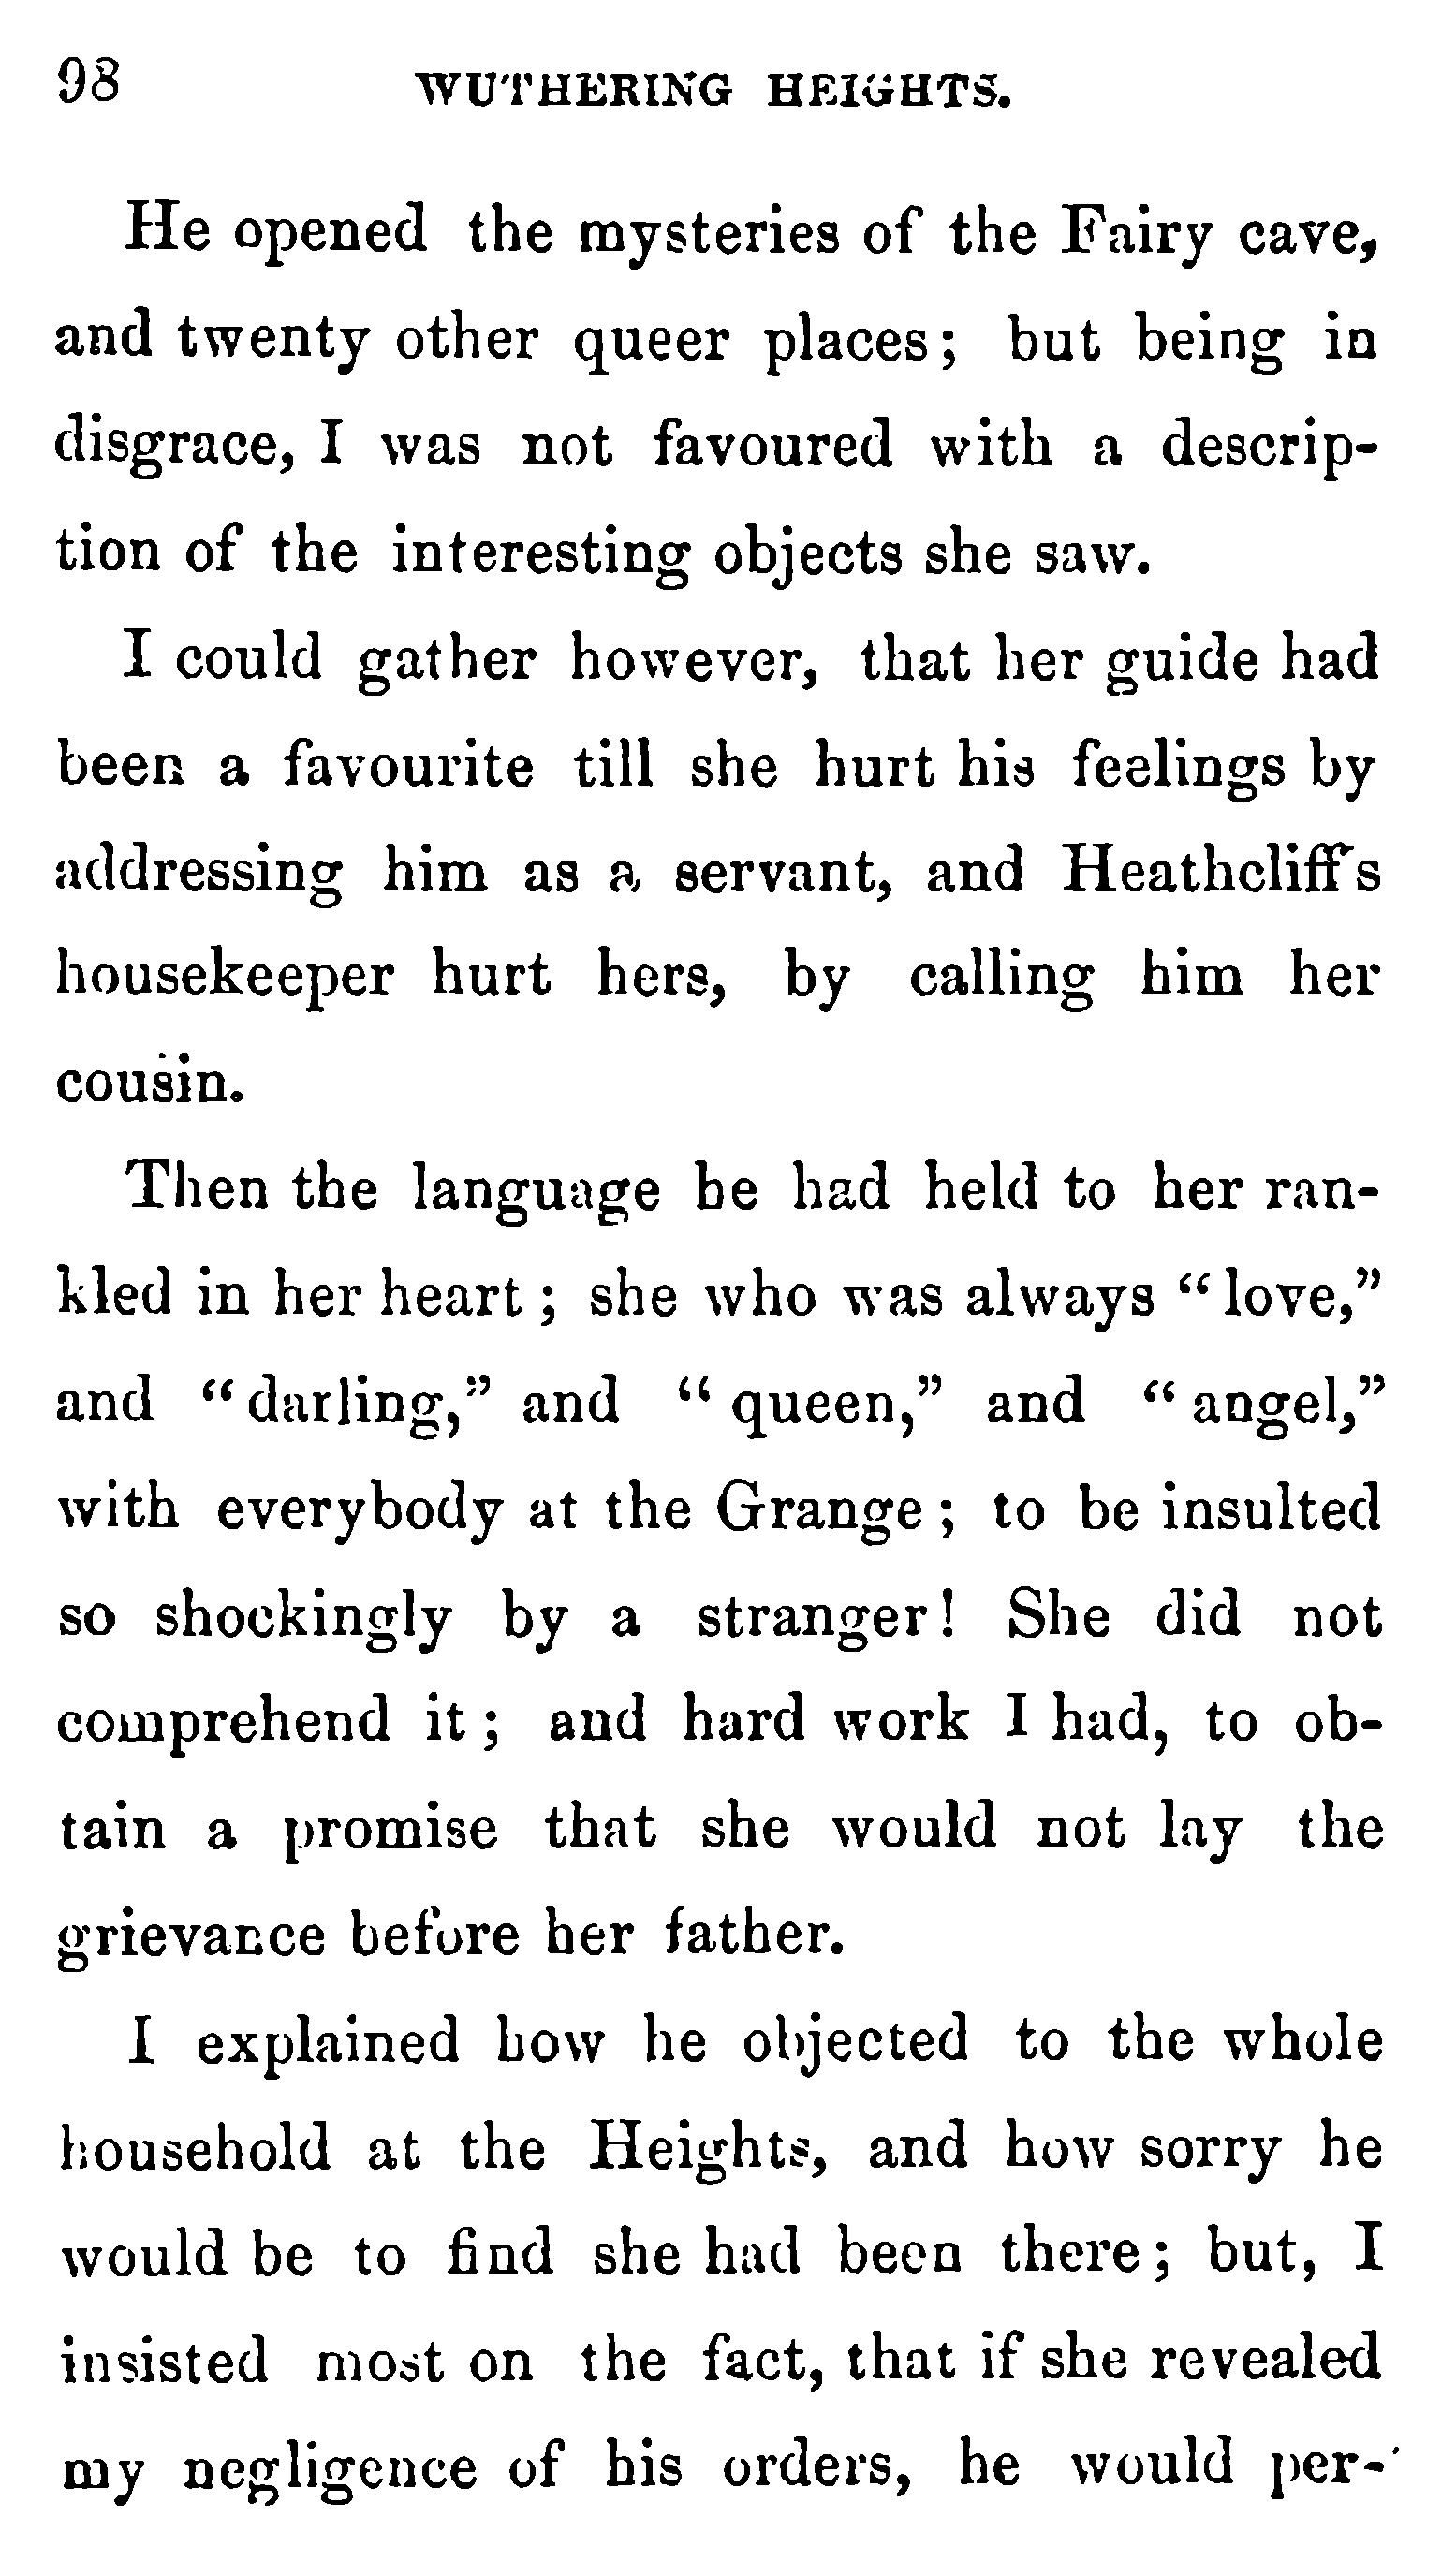 98 WUTHERING HEIGHTS.
He opened the mysteries of the Fairy cave,
and twenty other queer places; but being in
disgrace, I was not favoured with a descrip-
tion of the interesting objects she saw.
I could gather however, that her guide had
been a favourite till she hurt his feelings by
addressing him as a servant, and Heathcliff's
housekeeper hurt hers, by calling him her
cousin.
Then the language he had held to her ran-
kled in her heart; she who was always "love,"
and "darling," and "queen," and "angel,"
with everybody at the Grange; to be insulted
so shockingly by a stranger! She did not
comprehend it; and hard work I had, to ob-
tain a promise that she would not lay the
grievance before her father.
I explained how he objected to the whole
household at the Heights, and how sorry he
would be to find she had been there; but, I
insisted most on the fact, that if she revealed
my negligence of his orders, he would per-